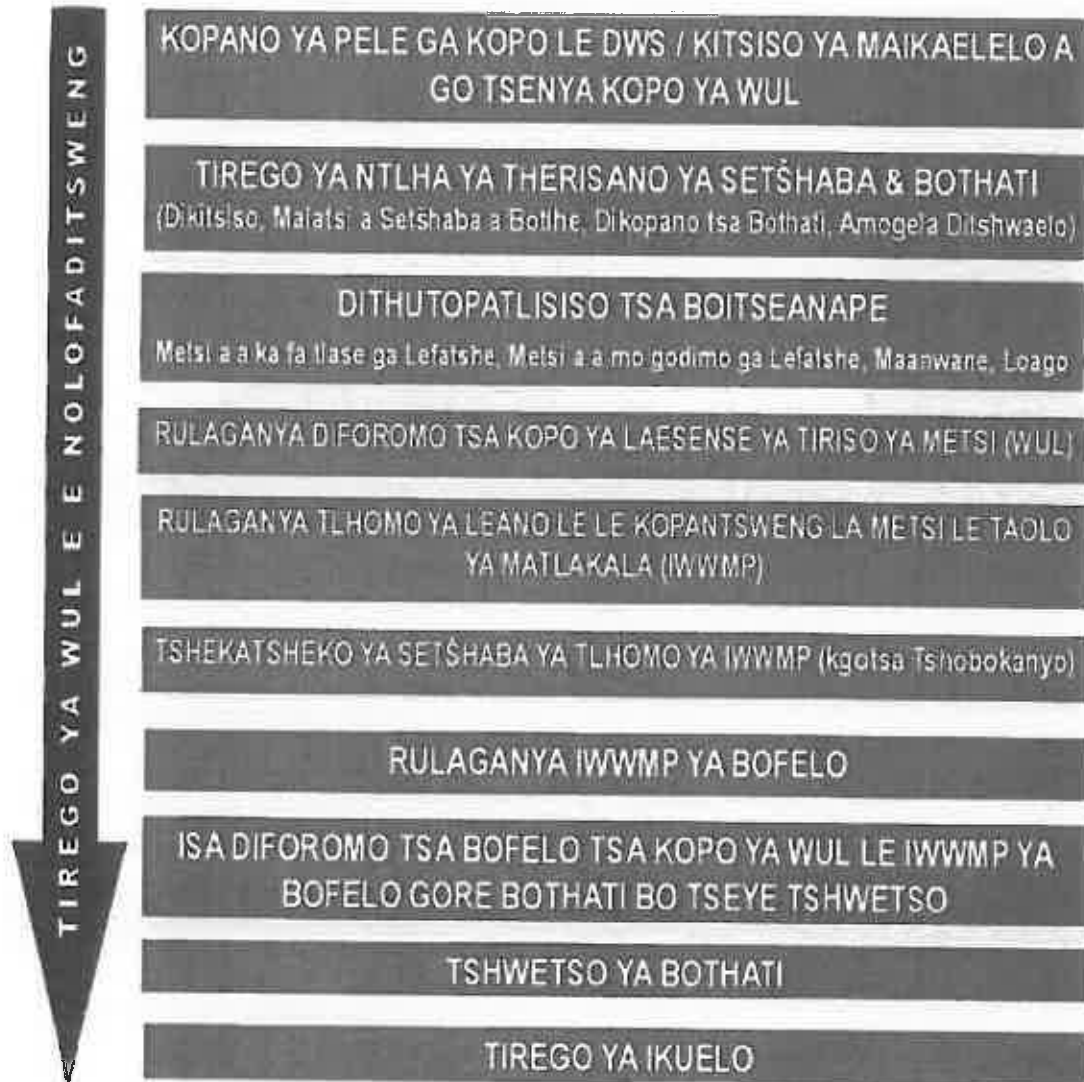 TIREGO YA WUL E E NOLOFADITSWENG
KOPANO YA PELE GA KOPO LE DWS / KITSISO YA MAIKAELELO A
GO TSENYA KOPO YA WUL
TIREGO YA NTLHA YA THERISANO YA SETŠHABA & BOTHATI
(Dikitsiso, Malatsi a Setšhaba a Botlhe, Dikopano tsa Bothati, Amogela Ditshwaelo)
DITHUTOPATLISISO TSA BOITSEANAPE
Metsi a a ka fa tlase ga Lefatshe, Metsi a a mo godimo ga Lefatshe, Maanwane, Loago
RULAGANYA DIFOROMO TSA KOPO YA LAESENSE YA TIRISO YA METSI (WUL)
RULAGANYA TLHOMO YA LEANO LE LE KOPANTSWENG LA METSI LE TAOLO
YA MATLAKALA (IWWMP)
TSHEKATSHEKO YA SETŠHABA YA TLHOMO YA IWWMP (kgotsa Tshobokanyo)
RULAGANYA IWWMP YA BOFELO
ISA DIFOROMO TSA BOFELO TSA KOPO YA WUL LE IWWMP YA
BOFELO GORE BOTHATI BO TSEYE TSHWETSO
TSHWETSO YA BOTHATI
TIREGO YA IKUELO